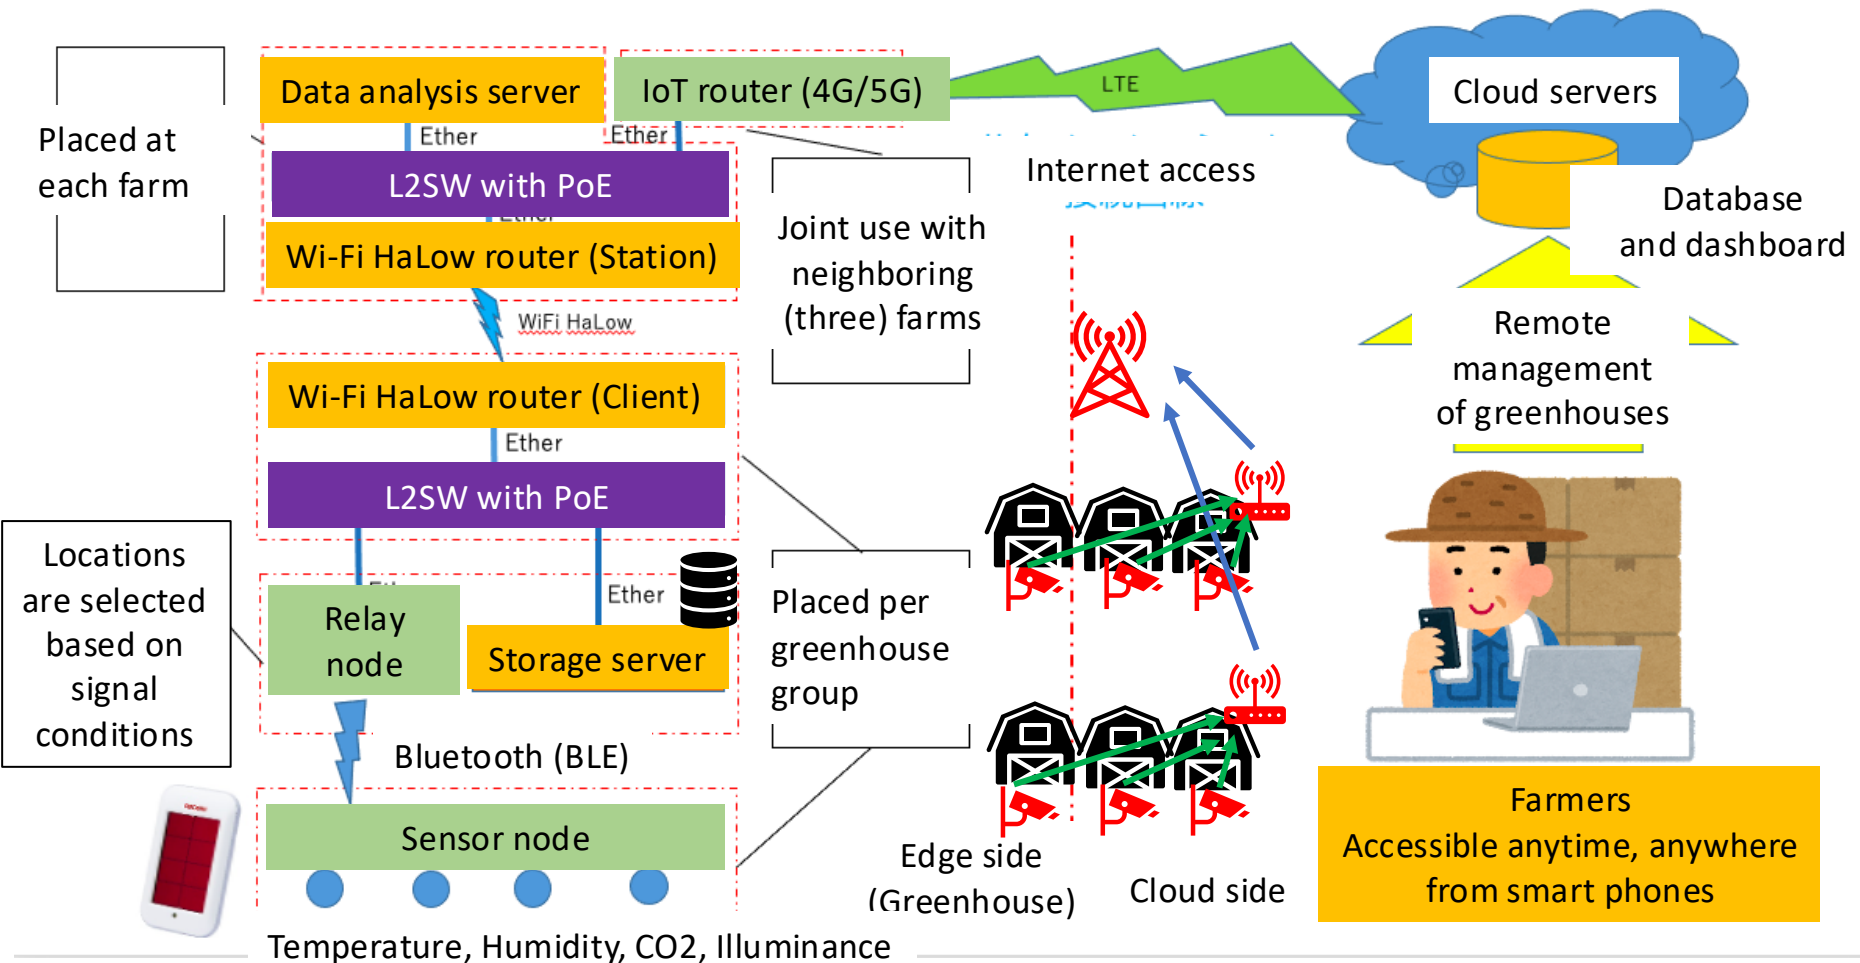 Placed at
each farm
Data analysis server
IoT router (4G/5G)
LTE
Cloud servers
Ether
Ether
L2SW with PoE
Ether
Wi-Fi HaLow router (Station)
Internet access
Joint use with
neighboring
(three) farms
Database
and dashboard
WiFi HaLow
Remote
management
of greenhouses
Wi-Fi HaLow router (Client)
Ether
L2SW with PoE
Locations
are selected
based on
signal
conditions
Relay
node
Ether
Storage server
Placed per
greenhouse
group
Bluetooth (BLE)
Sensor node
Edge side
(Greenhouse)
Cloud side
Farmers
Accessible anytime, anywhere
from smart phones
Temperature, Humidity, CO2, Illuminance